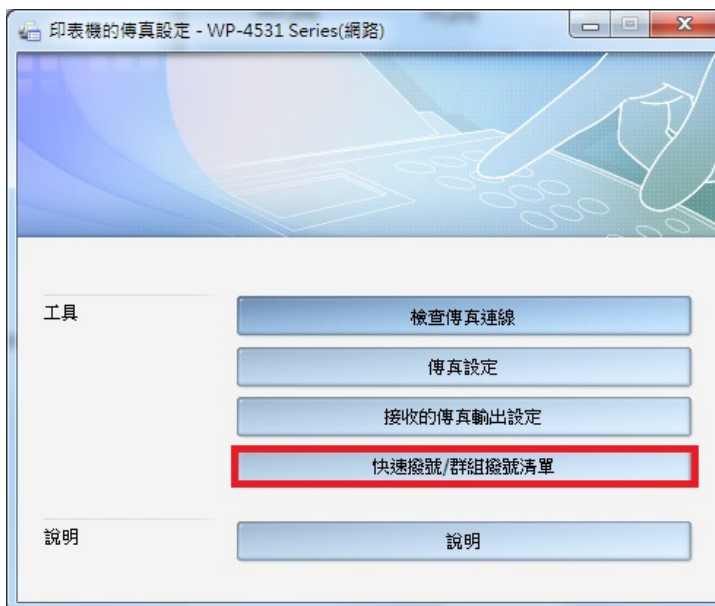 印表機的傳真設定 - WP-4531 Series(網路)
工具
檢查傳真連線
傳真設定
接收的傳真輸出設定
快速撥號/群組撥號清單
說明
說明